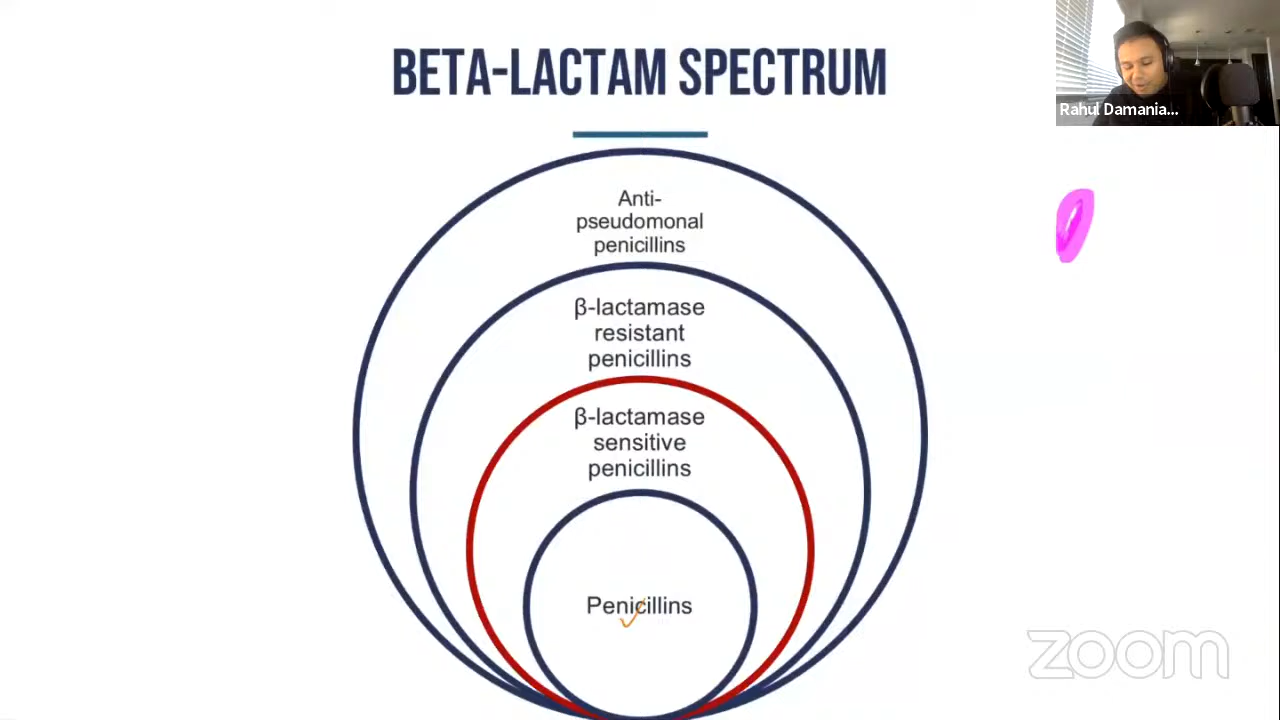 BETA-LACTAM SPECTRUM
Rahul Damania...
Anti-
pseudomonal
penicillins
β-lactamase
resistant
penicillins
β-lactamase
sensitive
penicillins
Penicillins
zoom